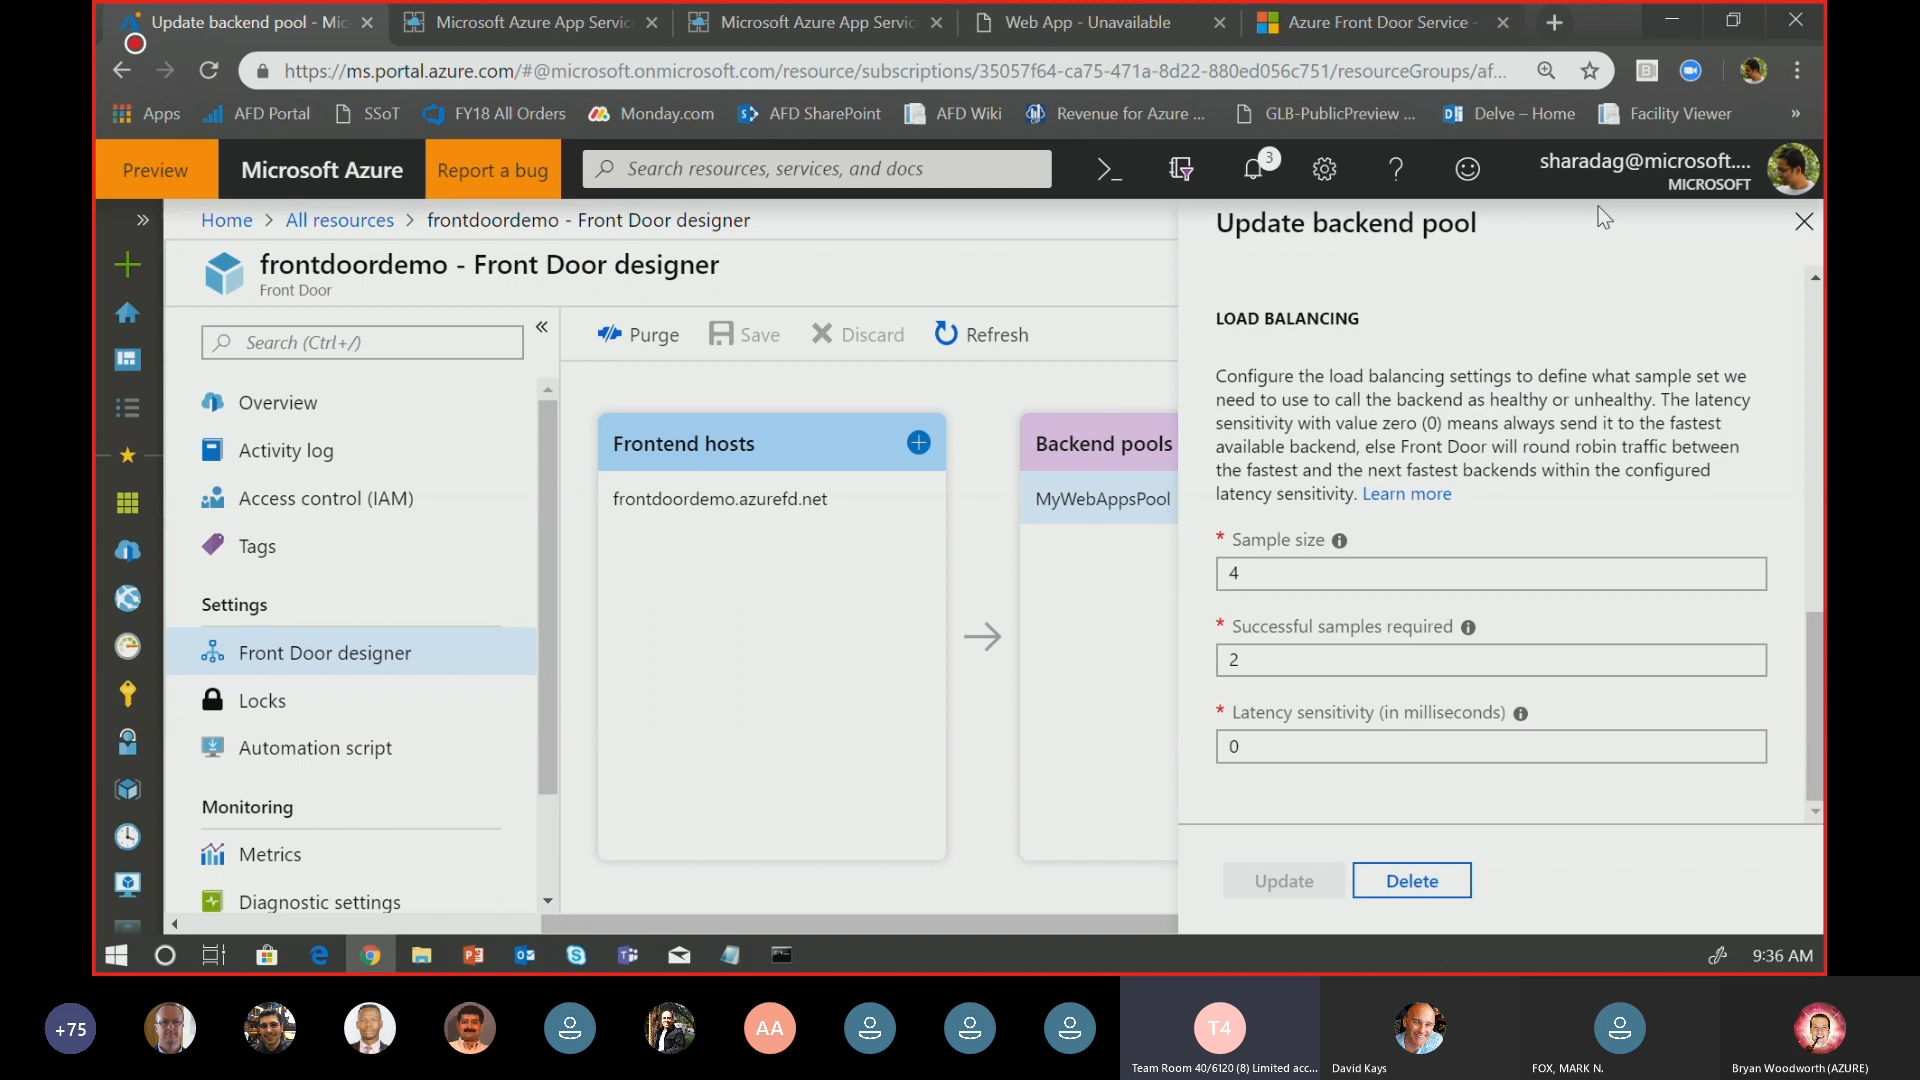 Update backend pool - Mic
Microsoft Azure App Servic
Microsoft Azure App Servic
Web App - Unavailable
Azure Front Door Service -
https://ms.portal.azure.com/#@microsoft.onmicrosoft.com/resource/subscriptions/35057f64-ca75-471a-8d22-880ed056c751/resourceGroups/af...
Apps
AFD Portal
SSoT
FY18 All Orders
Monday.com
AFD SharePoint
AFD Wiki
Revenue for Azure ...
GLB-PublicPreview ...
Delve – Home
Facility Viewer
»
Preview
Microsoft Azure
Report a bug
Search resources, services, and docs
3
sharadag@microsoft....
MICROSOFT
Home > All resources > frontdoordemo - Front Door designer
frontdoordemo - Front Door designer
Front Door
Search (Ctrl+/)
Overview
Activity log
Access control (IAM)
Tags
Settings
Front Door designer
Locks
Automation script
Monitoring
Metrics
Diagnostic settings
Purge
Save
Discard
Refresh
Frontend hosts
frontdoordemo.azurefd.net
Backend pools
MyWebAppsPool
Update backend pool
LOAD BALANCING
Configure the load balancing settings to define what sample set we
need to use to call the backend as healthy or unhealthy. The latency
sensitivity with value zero (0) means always send it to the fastest
available backend, else Front Door will round robin traffic between
the fastest and the next fastest backends within the configured
latency sensitivity. Learn more
* Sample size
4
* Successful samples required
2
* Latency sensitivity (in milliseconds)
0
Update
Delete
9:36 AM
+75
AA
T4
Team Room 40/6120 (8) Limited acc...
David Kays
FOX, MARK N.
Bryan Woodworth (AZURE)